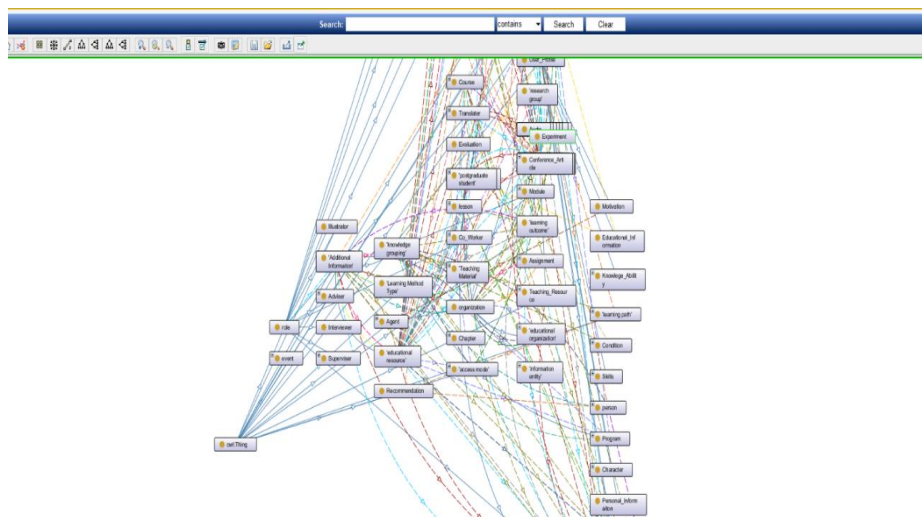 Search:
contains
Search
Clear
Course
'research
group'
Translator
Experiment
Evaluation
'postgraduate
student'
Module
lesson
'learning
outcome'
Motivation
Illustrator
Co_Worker
Educational_Inf
ormation
'knowledge
grouping'
'Additional
Information'
'Teaching
Material'
Assignment
'Learning Method
Type'
Teaching_Resour
ce
Adviser
organization
'learning path'
role
Interviewer
Agent
Chapter
'educational
organization'
Condition
event
Supervisor
'educational
resource'
'access mode'
'information
entity'
Skills
Recommendation
person
owl:Thing
Program
Character
Personal_Inform
ation